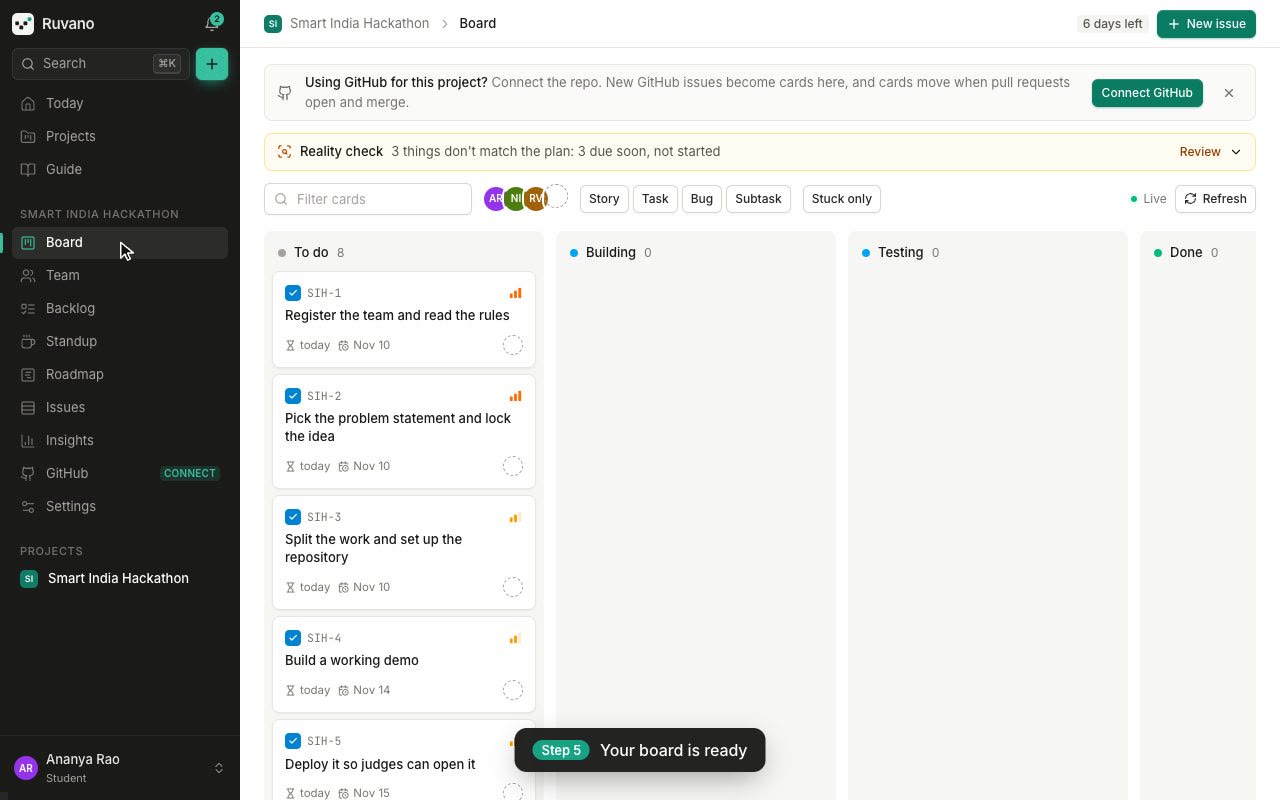 Ruvano
2
Search
⌘K
Today
Projects
Guide
SMART INDIA HACKATHON
Board
Team
Backlog
Standup
Roadmap
Issues
Insights
GitHub CONNECT
Settings
PROJECTS
SI Smart India Hackathon
AR Ananya Rao
Student
SI Smart India Hackathon Board
6 days left
New issue
Using GitHub for this project? Connect the repo. New GitHub issues become cards here, and cards move when pull requests
open and merge.
Connect GitHub
Reality check 3 things don't match the plan: 3 due soon, not started
Review
Filter cards
AR NI RV
Story Task Bug Subtask Stuck only
Live Refresh
To do 8
SIH-1
Register the team and read the rules
today Nov 10
SIH-2
Pick the problem statement and lock
the idea
today Nov 10
SIH-3
Split the work and set up the
repository
today Nov 10
SIH-4
Build a working demo
today Nov 14
SIH-5
Deploy it so judges can open it
today Nov 15
Building 0
Testing 0
Done 0
Step 5 Your board is ready